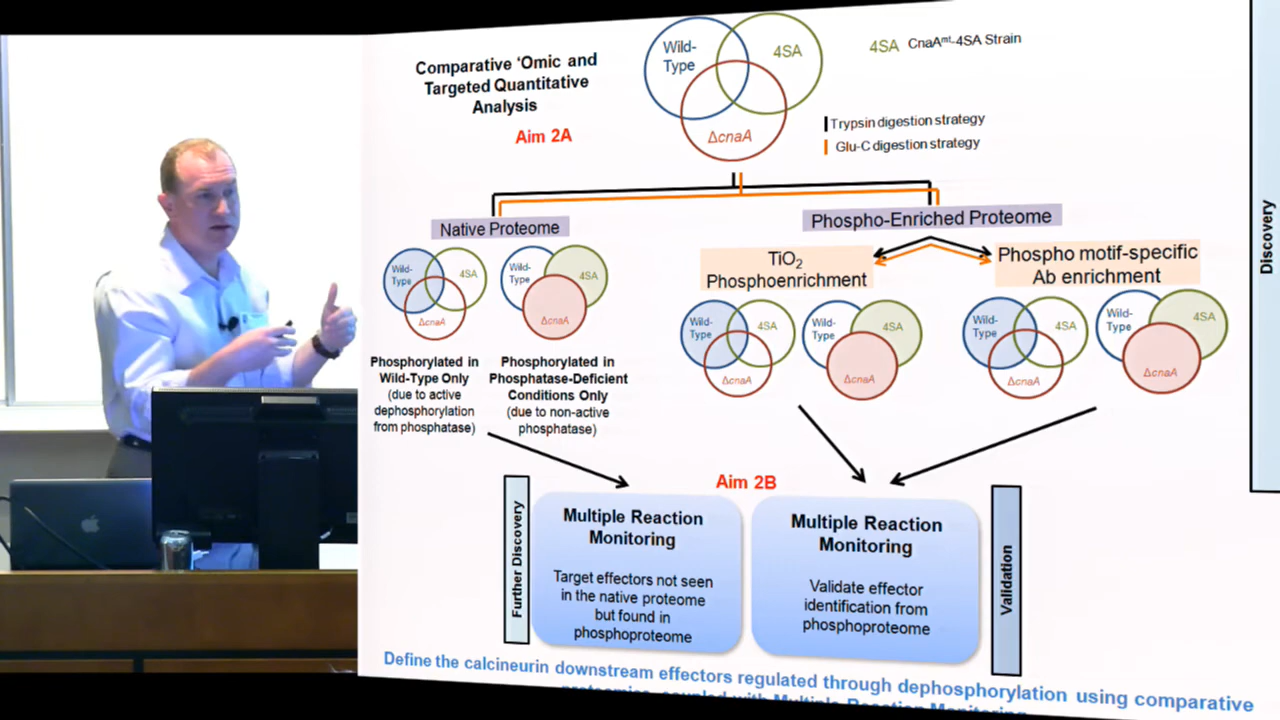 Comparative 'Omic and
Targeted Quantitative
Analysis
Aim 2A
Wild-
Type
4SA
ΔcnaA
4SA CnaAmt-4SA Strain
Trypsin digestion strategy
Glu-C digestion strategy
Discovery
Native Proteome
Phospho-Enriched Proteome
TiO2
Phosphoenrichment
Phospho motif-specific
Ab enrichment
Wild-
Type
4SA
ΔcnaA
Wild-
Type
4SA
ΔcnaA
Wild-
Type
4SA
ΔcnaA
Wild-
Type
4SA
ΔcnaA
Wild-
Type
4SA
ΔcnaA
Wild-
Type
4SA
ΔcnaA
Phosphorylated in
Wild-Type Only
(due to active
dephosphorylation
from phosphatase)
Phosphorylated in
Phosphatase-Deficient
Conditions Only
(due to non-active
phosphatase)
Aim 2B
Further Discovery
Multiple Reaction
Monitoring
Target effectors not seen
in the native proteome
but found in
phosphoproteome
Multiple Reaction
Monitoring
Validate effector
identification from
phosphoproteome
Validation
Define the calcineurin downstream effectors regulated through dephosphorylation using comparative
proteomics coupled with Multiple Reaction Monitoring